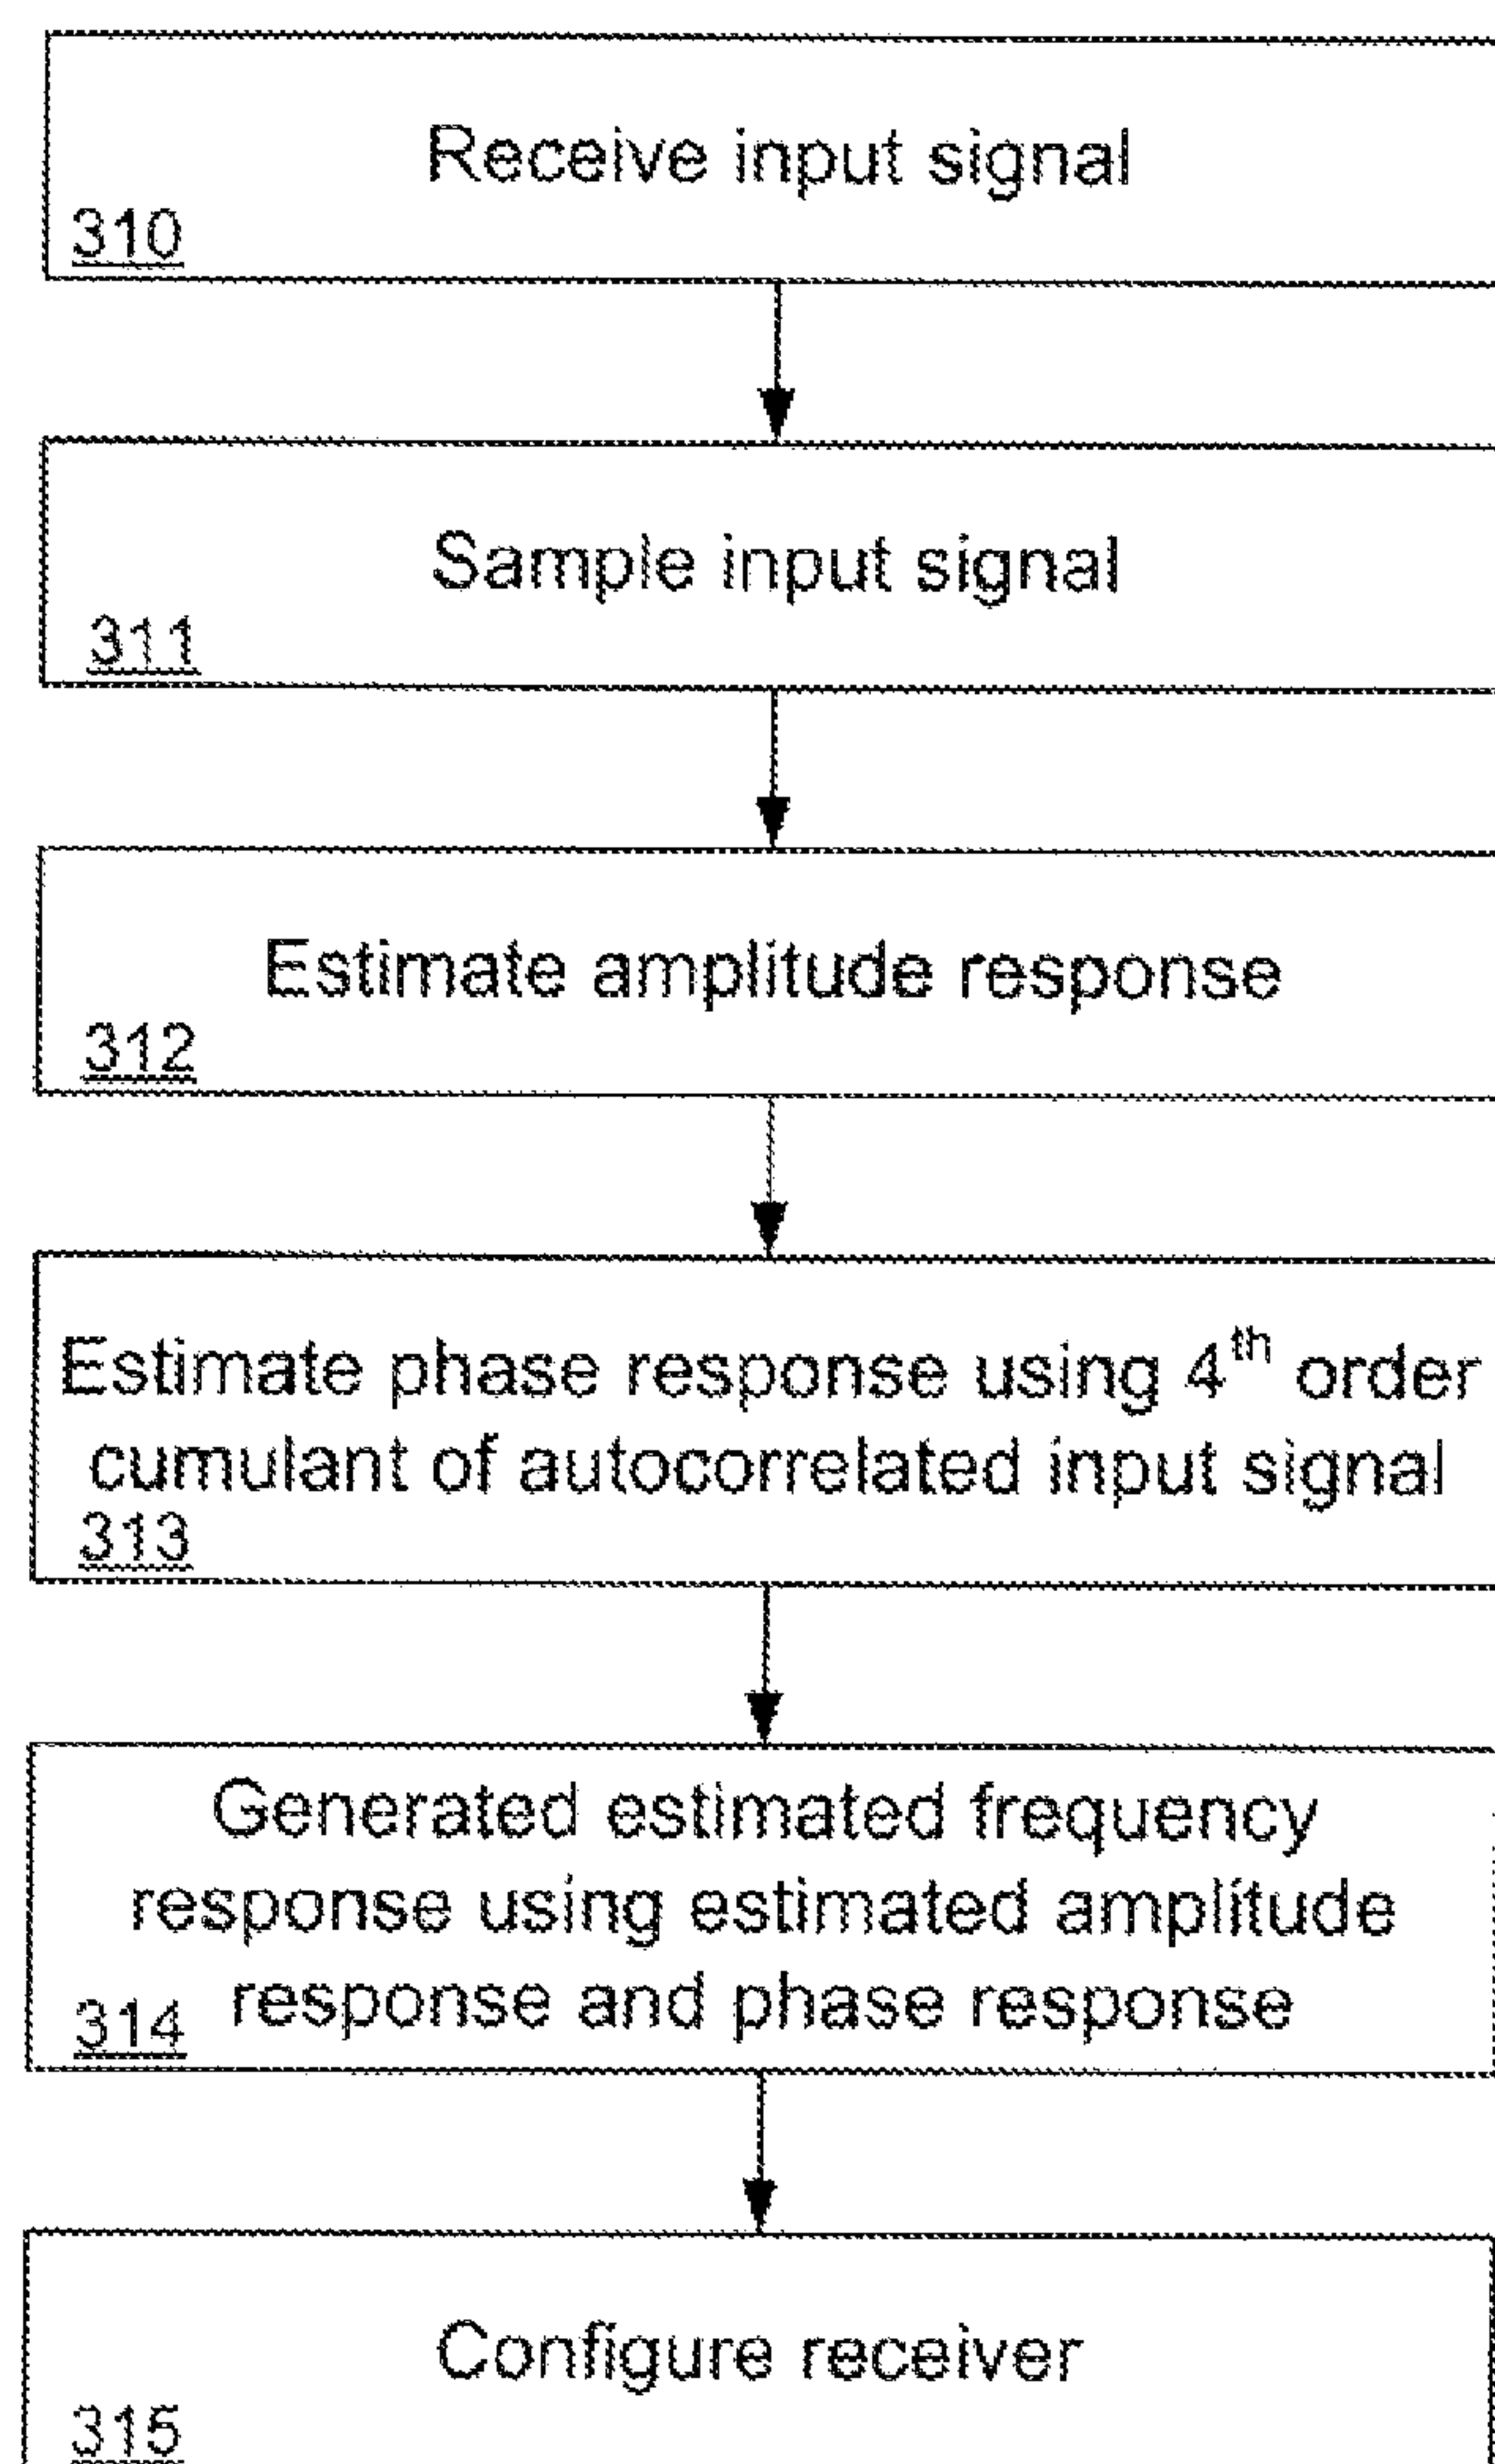 Receive input signal
310
Sample input signal
311
Estimate amplitude response
312
Estimate phase response using 4th order
cumulant of autocorrelated input signal
313
Generated estimated frequency
response using estimated amplitude
response and phase response
314
Configure receiver
315